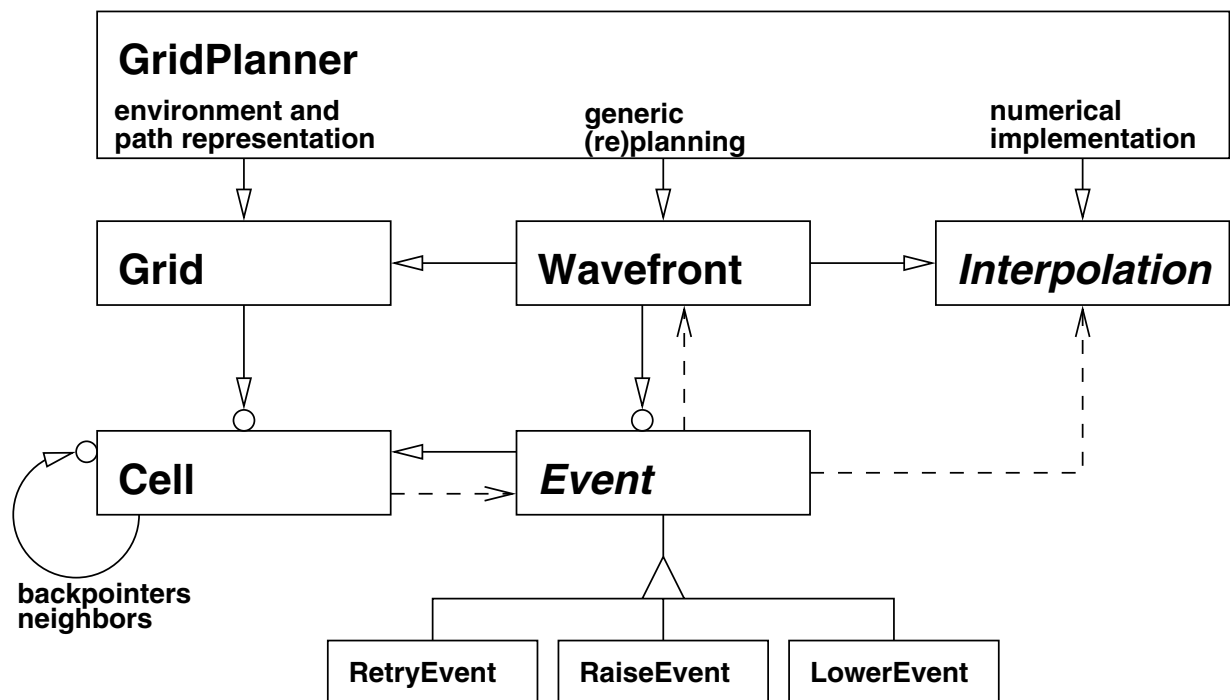 GridPlanner
environment and
path representation
generic
(re)planning
numerical
implementation
Grid
Wavefront
Interpolation
Cell
Event
backpointers
neighbors
RetryEvent
RaiseEvent
LowerEvent